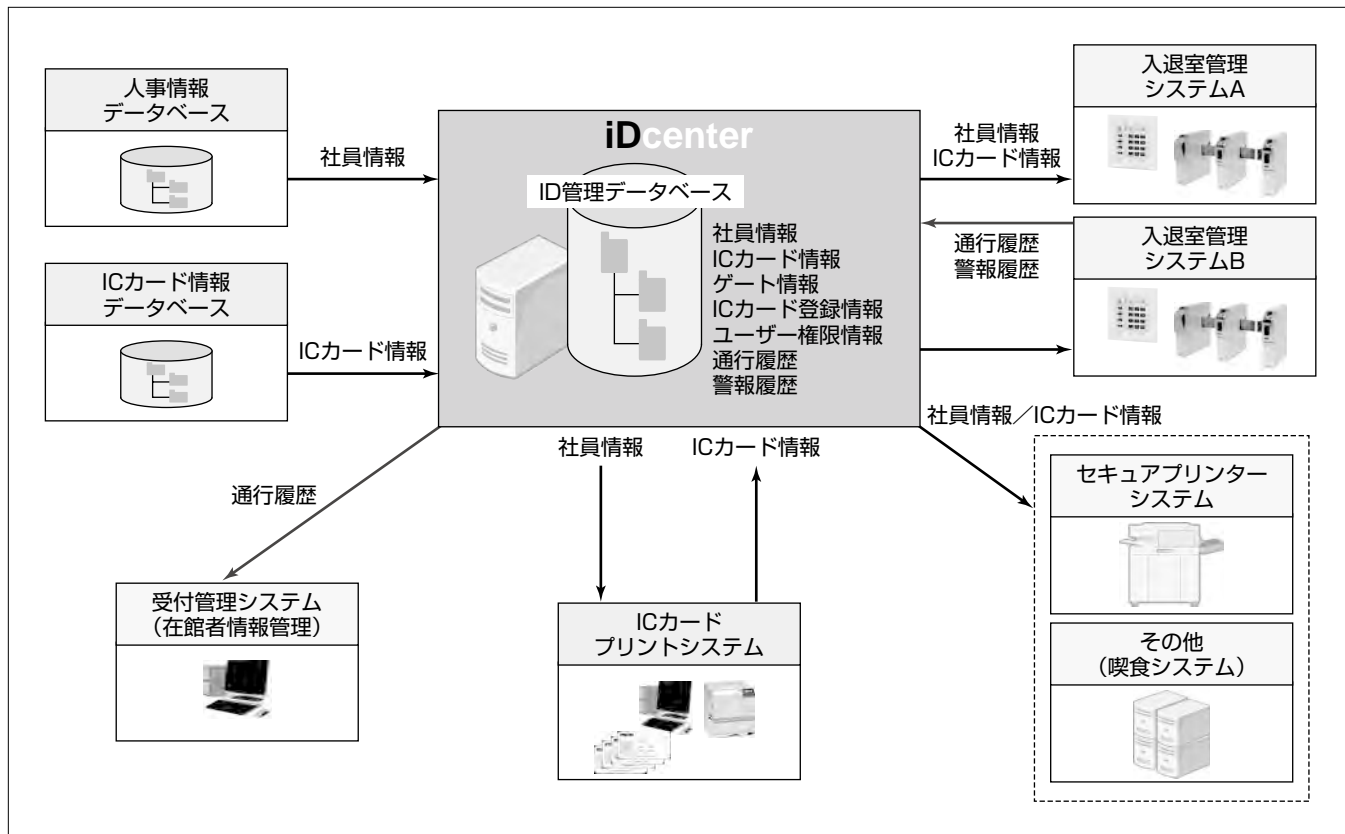 人事情報
データベース
社員情報
ICカード情報
データベース
ICカード情報
iDcenter
ID管理データベース
社員情報
ICカード情報
ゲート情報
ICカード登録情報
ユーザー権限情報
通行履歴
警報履歴
社員情報
ICカード情報
入退室管理
システムA
通行履歴
警報履歴
入退室管理
システムB
社員情報/ICカード情報
セキュアプリンター
システム
その他
(喫食システム)
通行履歴
受付管理システム
(在館者情報管理)
社員情報
ICカード情報
ICカード
プリントシステム